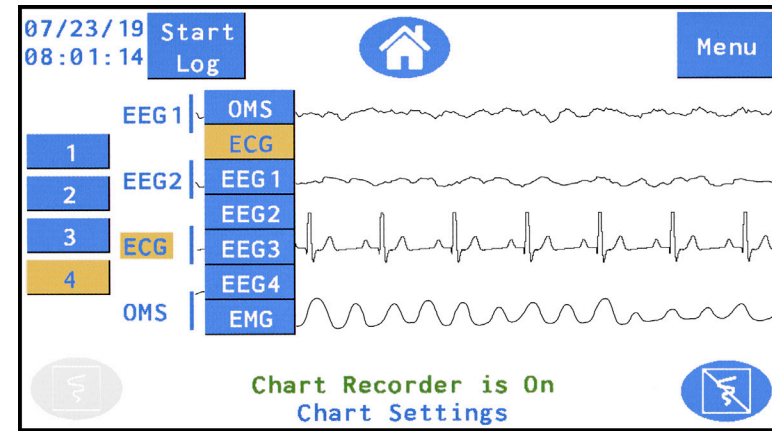 07/23/19
08:01:14
Start
Log
Menu
EEG1
EEG2
ECG
OMS
1
2
3
4
OMS
ECG
EEG1
EEG2
EEG3
EEG4
EMG
Chart Recorder is On
Chart Settings